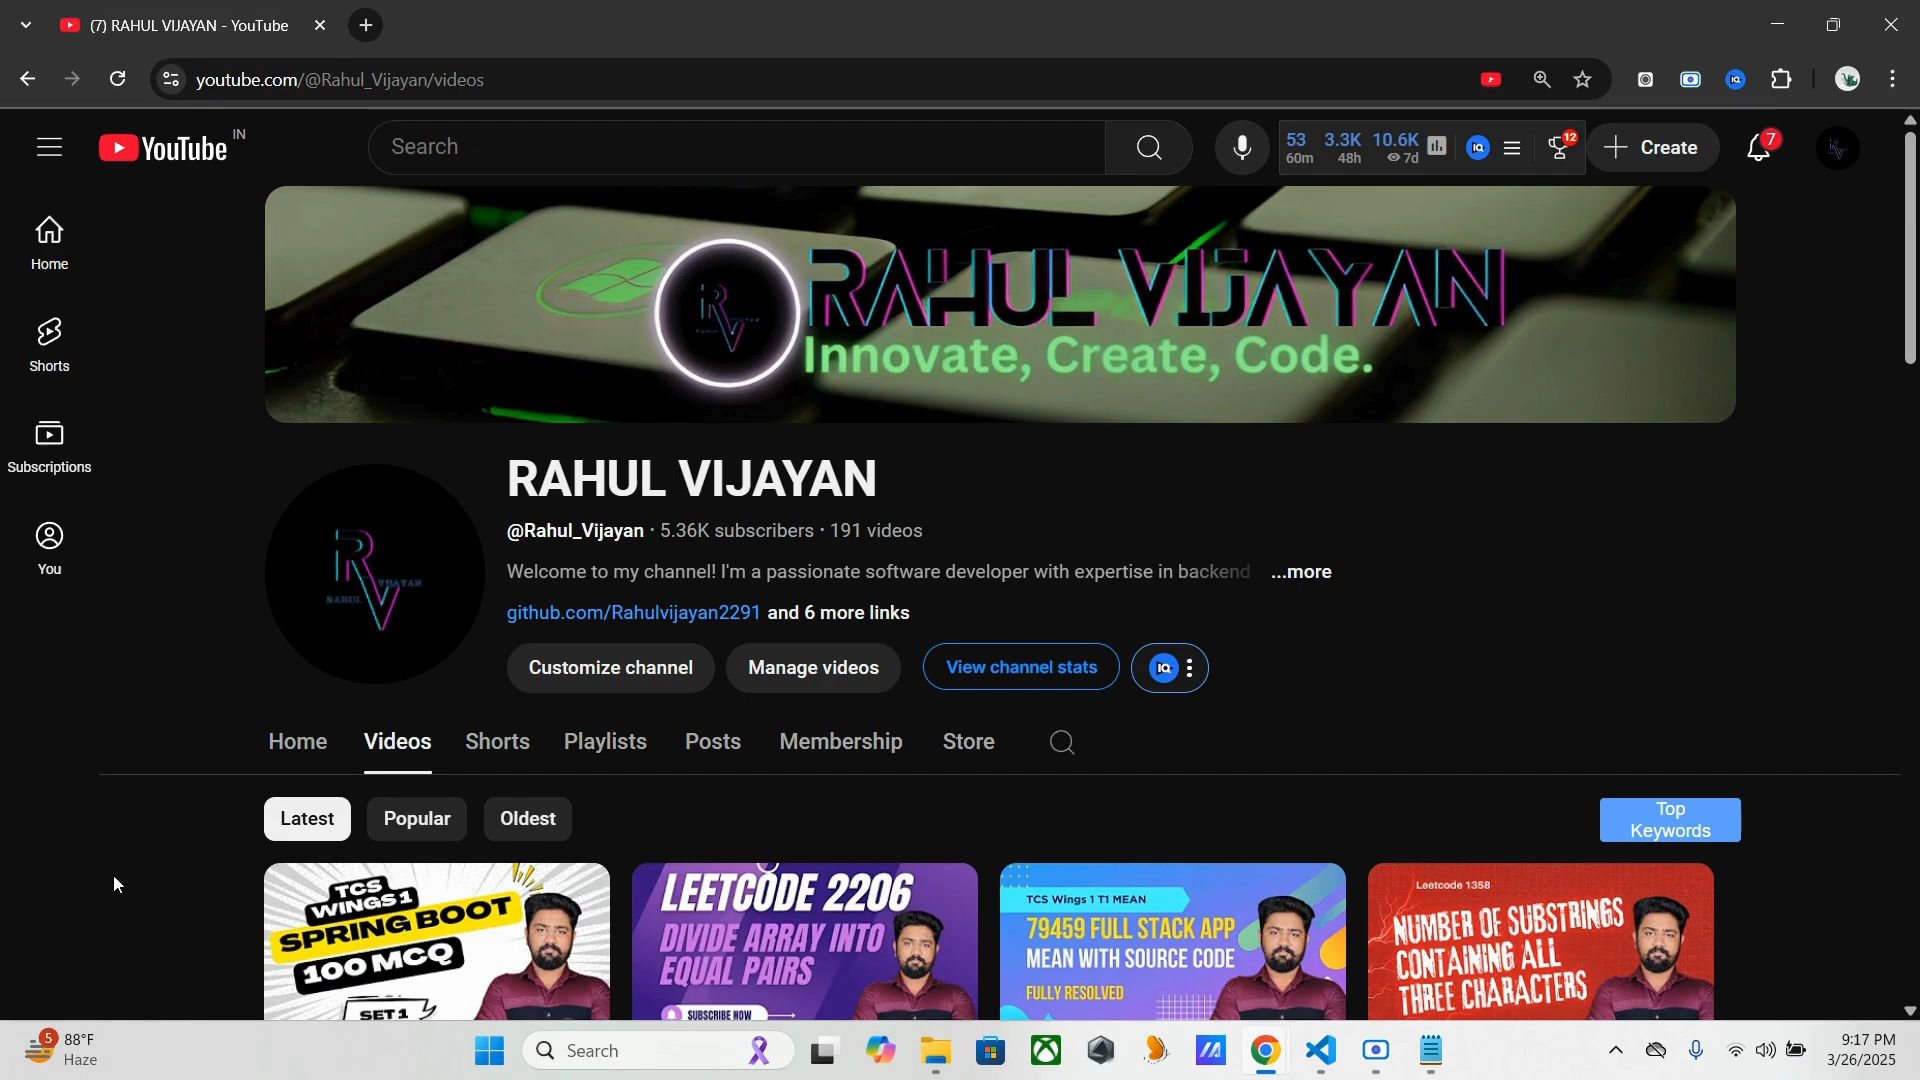 (7) RAHUL VIJAYAN - YouTube
youtube.com/@Rahul_Vijayan/videos
YouTube IN
Search
53 3.3K 10.6K
60m 48h 7d
IQ
12
Create
7
Home
Shorts
Subscriptions
You
RAHUL VIJAYAN
Innovate, Create, Code.
RAHUL VIJAYAN
@Rahul_Vijayan · 5.36K subscribers · 191 videos
Welcome to my channel! I'm a passionate software developer with expertise in backend ...more
github.com/Rahulvijayan2291 and 6 more links
Customize channel
Manage videos
View channel stats
IQ
RV
RAHUL
VIJAYAN
Home
Videos
Shorts
Playlists
Posts
Membership
Store
Latest
Popular
Oldest
Top
Keywords
TCS
WINGS 1
SPRING BOOT
100 MCQ
SET 1
LEETCODE 2206
DIVIDE ARRAY INTO
EQUAL PAIRS
SUBSCRIBE NOW
TCS Wings 1 T1 MEAN
79459 FULL STACK APP
MEAN WITH SOURCE CODE
FULLY RESOLVED
Leetcode 1358
NUMBER OF SUBSTRINGS
CONTAINING ALL
THREE CHARACTERS
5
88°F
Haze
Search
9:17 PM
3/26/2025